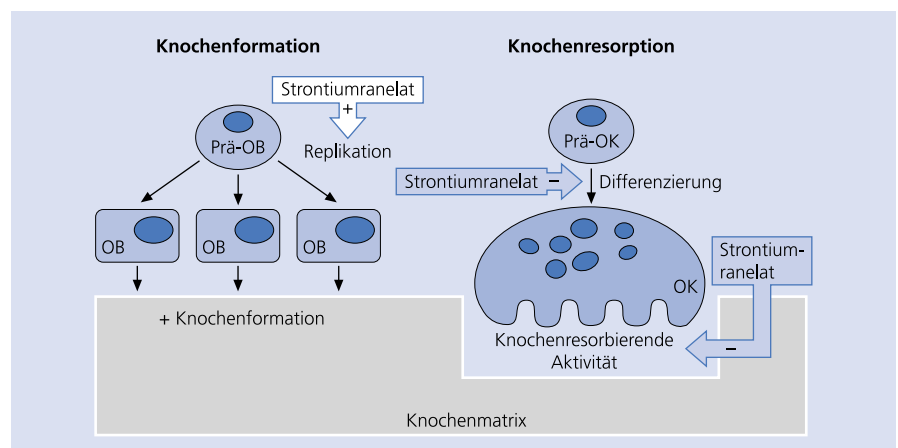 Knochenformation
Strontiumranelat
+
Prä-OB
Replikation
OB
OB
OB
+ Knochenformation
Knochenresorption
Prä-OK
Strontiumranelat –
Differenzierung
OK
Strontium-
ranelat
–
Knochenresorbierende
Aktivität
Knochenmatrix